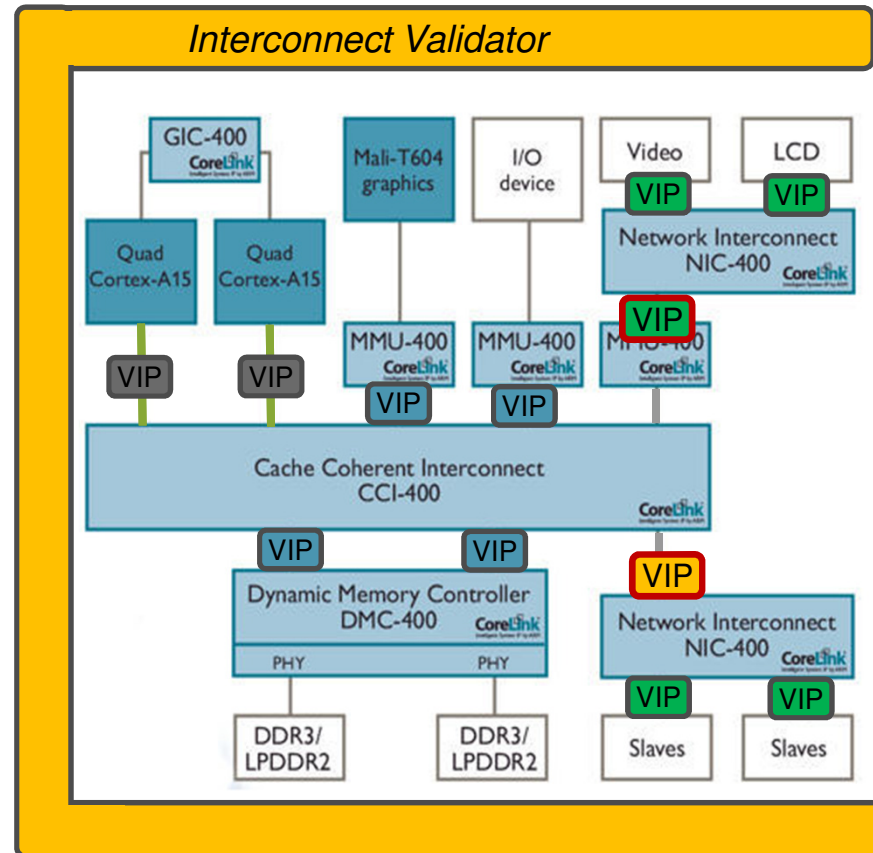 Interconnect Validator
GIC-400
CoreLink
Mali-T604
graphics
I/O
device
Video
LCD
VIP
VIP
Quad
Cortex-A15
Quad
Cortex-A15
Network Interconnect
NIC-400
CoreLink
VIP
MMU-400
CoreLink
MMU-400
CoreLink
MMU-400
CoreLink
VIP
VIP
VIP
VIP
Cache Coherent Interconnect
CCI-400
CoreLink
VIP
VIP
VIP
Dynamic Memory Controller
DMC-400
CoreLink
PHY
PHY
Network Interconnect
NIC-400
CoreLink
VIP
VIP
DDR3/
LPDDR2
DDR3/
LPDDR2
Slaves
Slaves